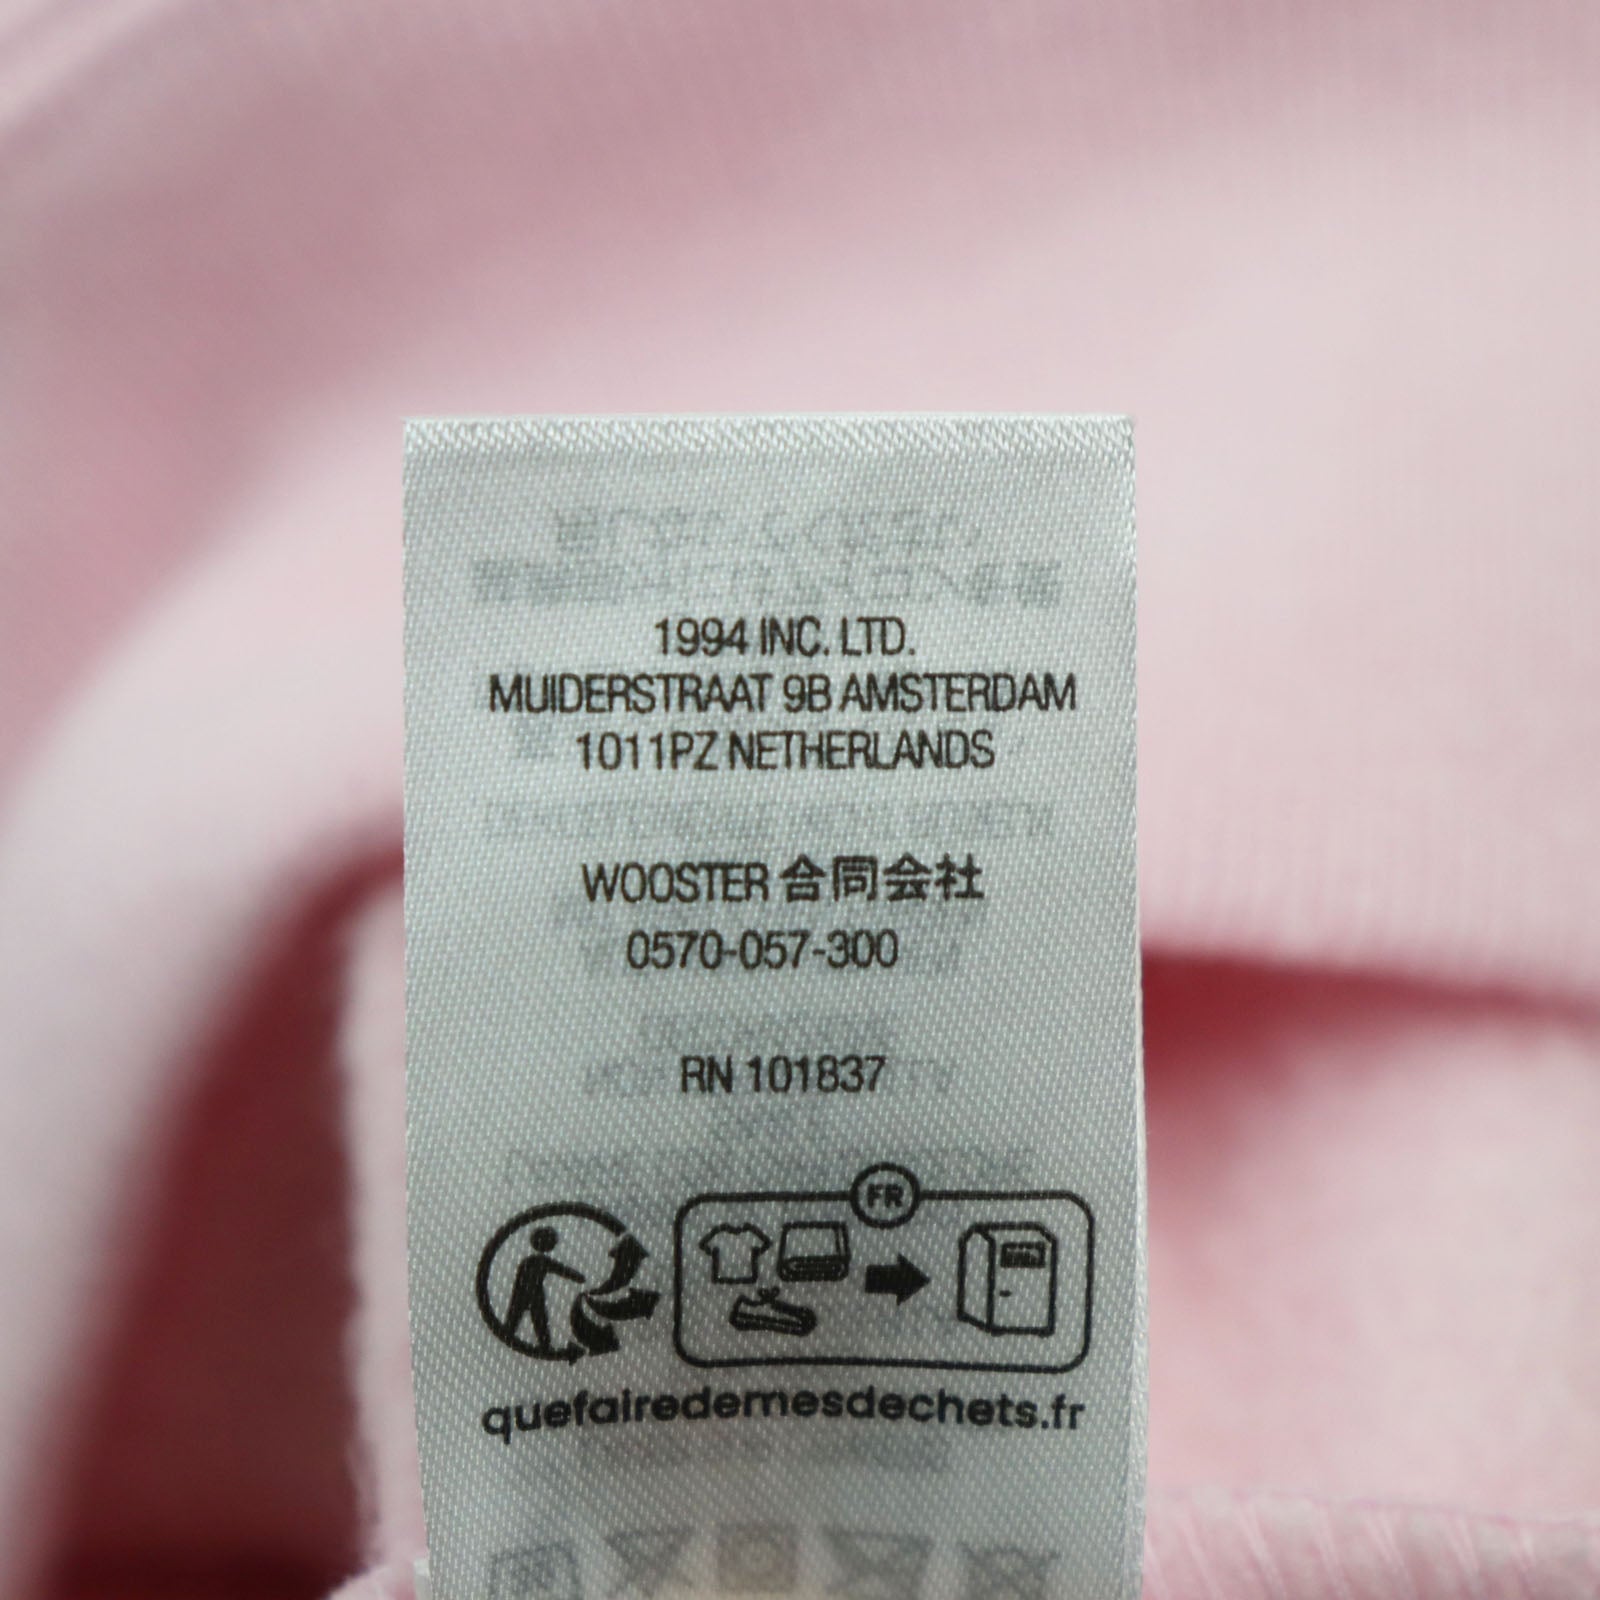 1994 INC. LTD.
MUIDERSTRAAT 9B AMSTERDAM
1011PZ NETHERLANDS
WOOSTER 合同会社
0570-057-300
RN 101837
FR
quefairedemesdechets.fr